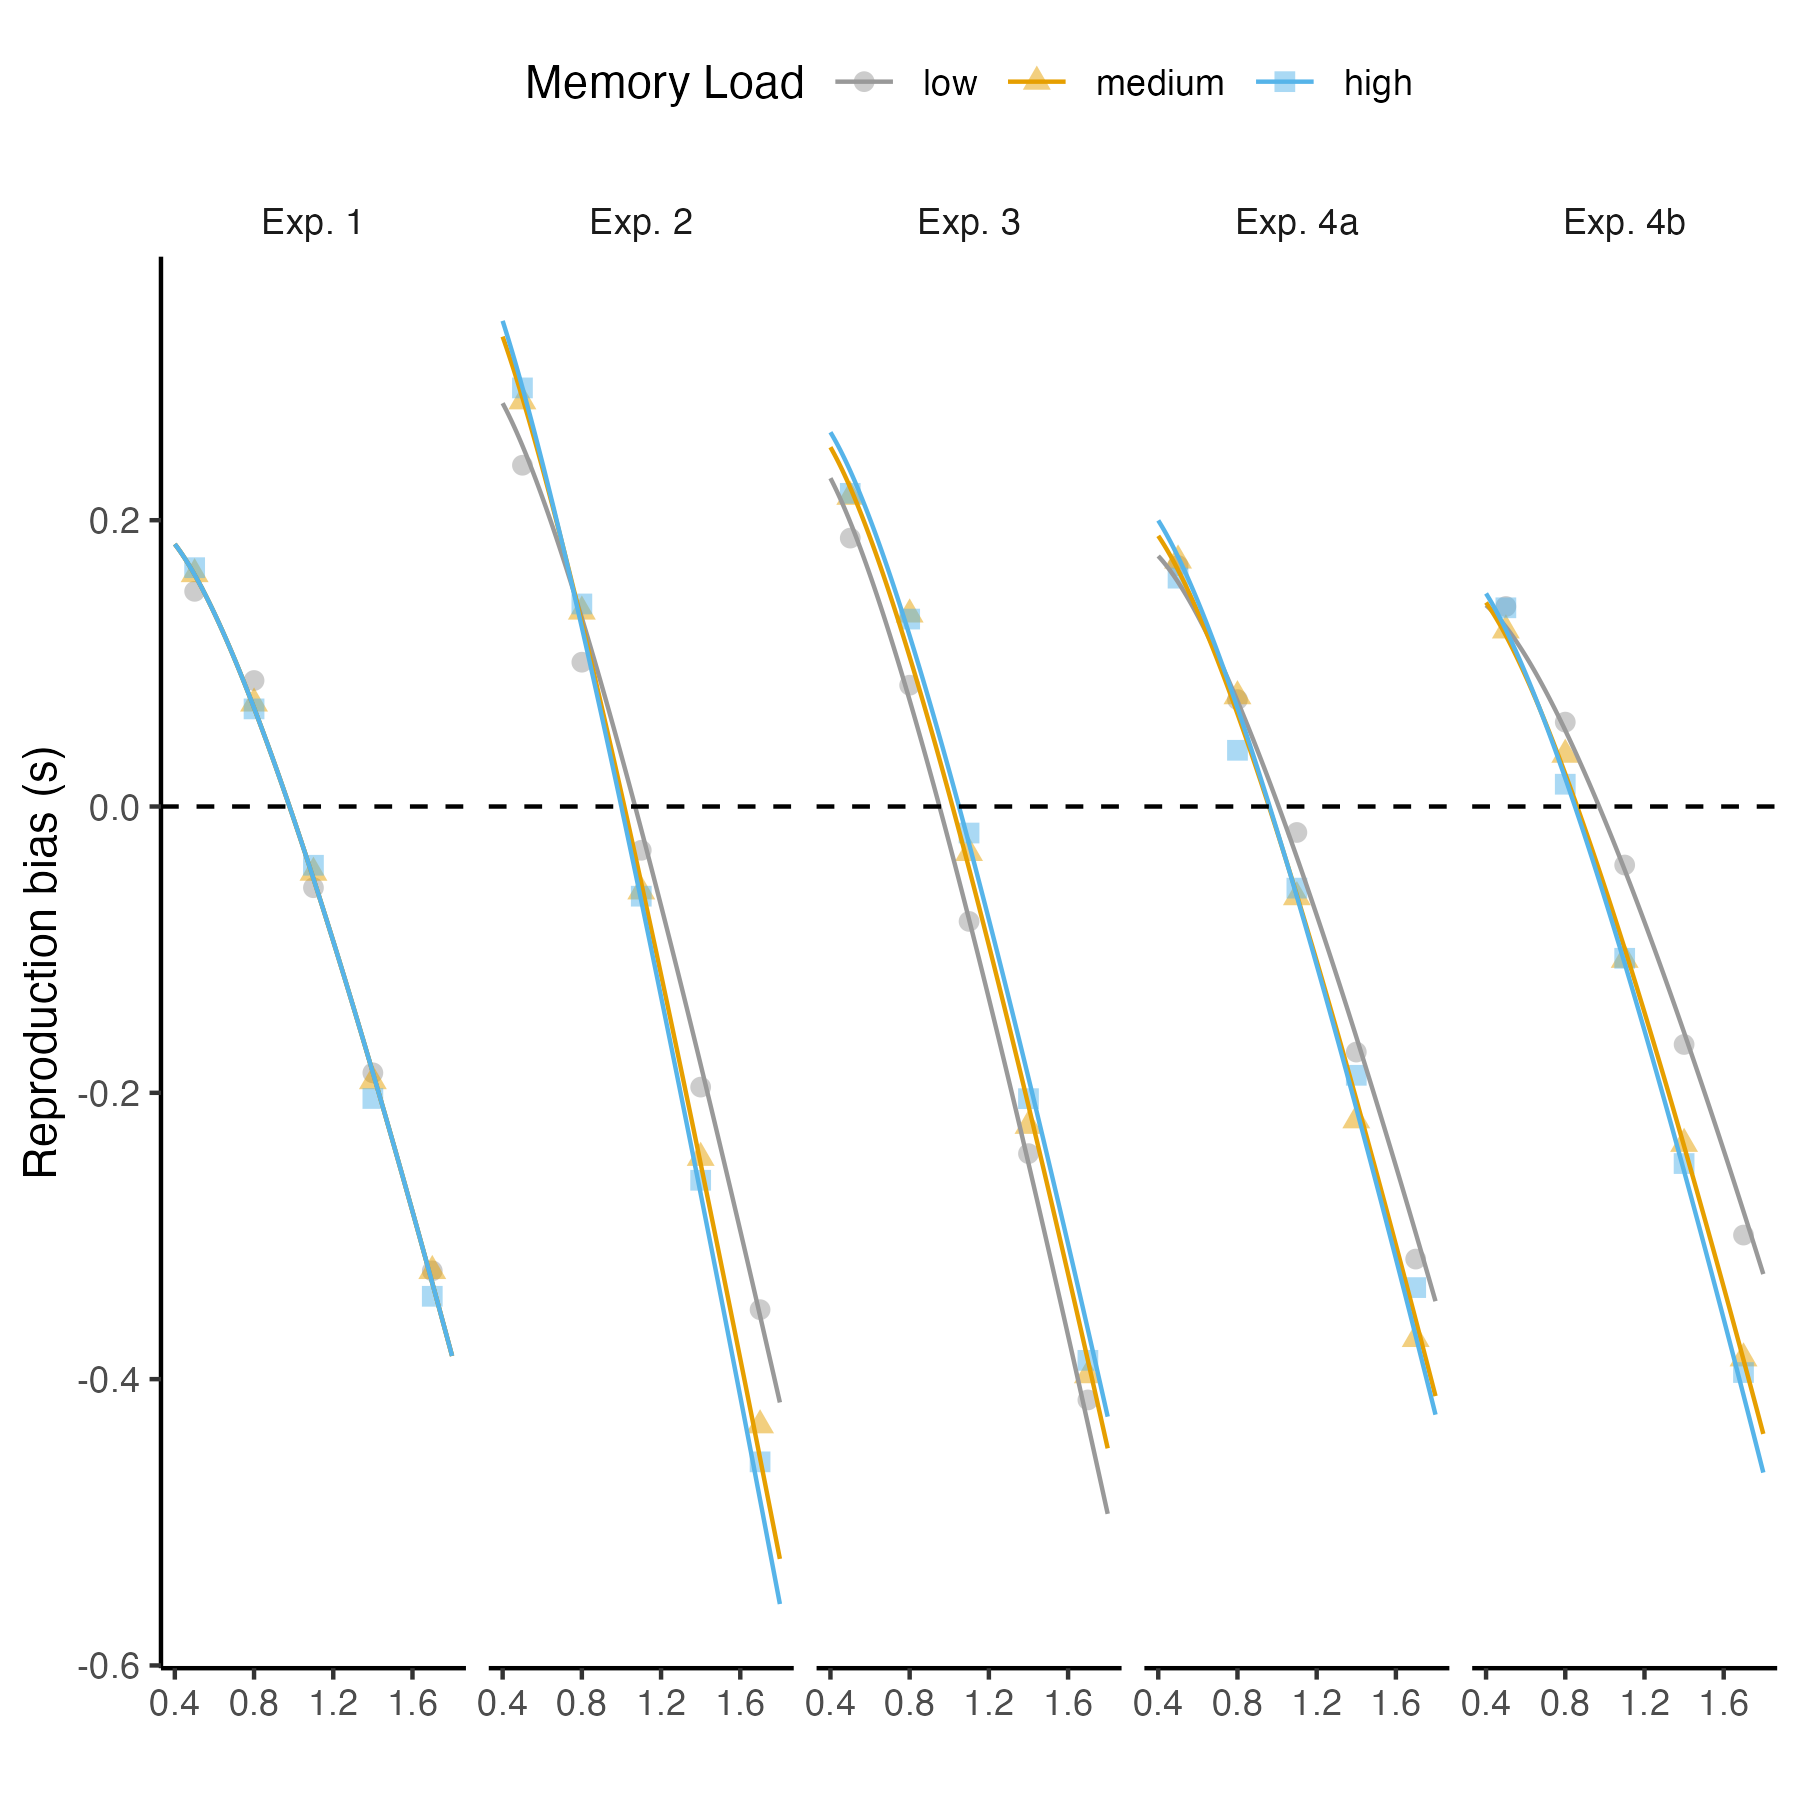 Memory Load low medium high
Exp. 1 Exp. 2 Exp. 3 Exp. 4a Exp. 4b
Reproduction bias (s)
0.2
0.0
-0.2
-0.4
-0.6
0.4 0.8 1.2 1.6 0.4 0.8 1.2 1.6 0.4 0.8 1.2 1.6 0.4 0.8 1.2 1.6 0.4 0.8 1.2 1.6